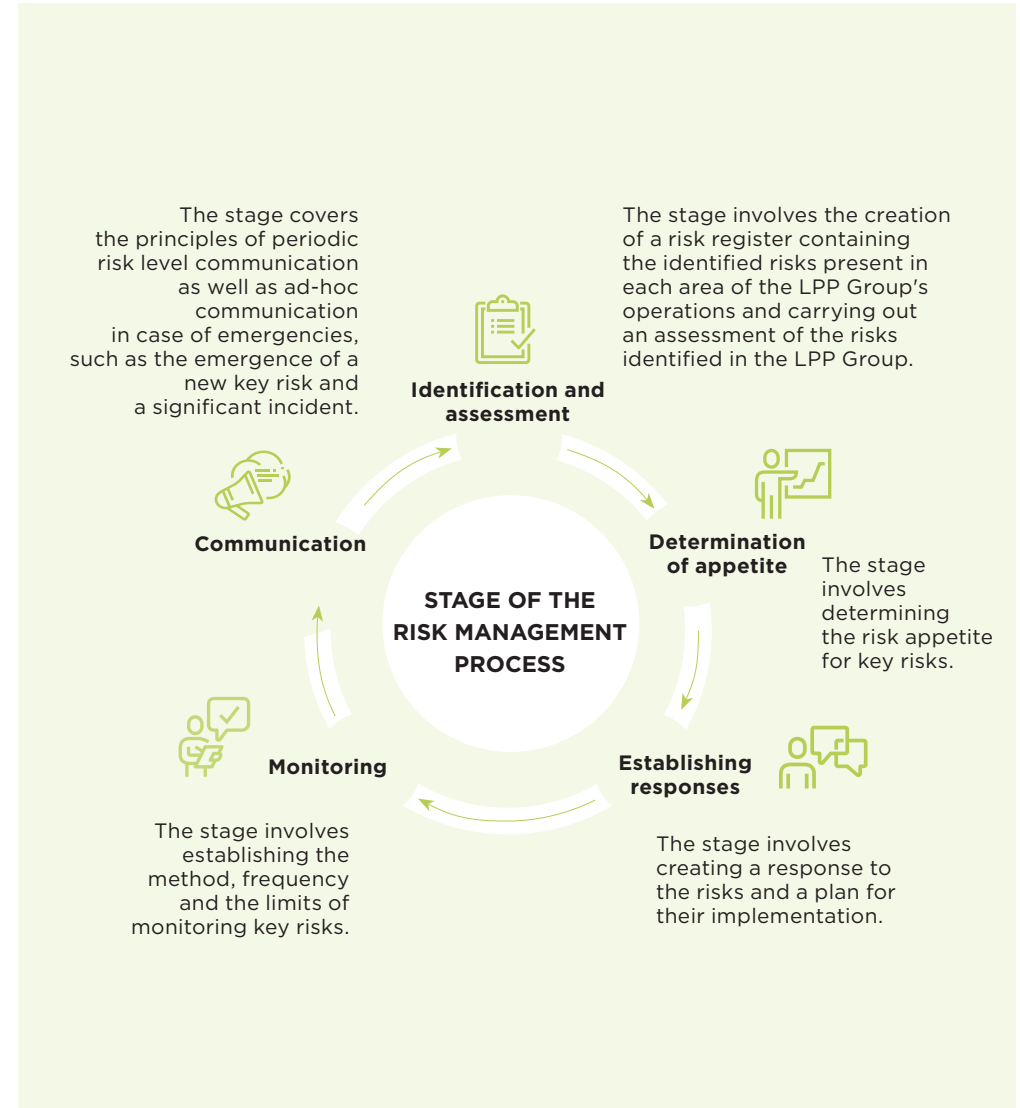 The stage covers
the principles of periodic
risk level communication
as well as ad-hoc
communication
in case of emergencies,
such as the emergence of a
new key risk and
a significant incident.
The stage involves the creation
of a risk register containing
the identified risks present in
each area of the LPP Group's
operations and carrying out
an assessment of the risks
identified in the LPP Group.
Identification and
assessment
Communication
Determination
of appetite
The stage
involves
determining
the risk appetite
for key risks.
STAGE OF THE
RISK MANAGEMENT
PROCESS
Monitoring
Establishing
responses
The stage involves
establishing the
method, frequency
and the limits of
monitoring key risks.
The stage involves
creating a response to
the risks and a plan for
their implementation.